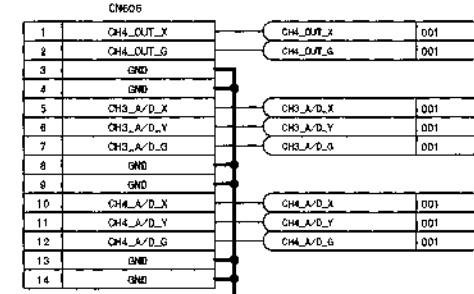 CN606
1 CH4_OUT_X CH4_OUT_X 001
2 CH4_OUT_G CH4_OUT_G 001
3 GND
4 GND
5 CH3_A/D_X CH3_A/D_X 001
6 CH3_A/D_Y CH3_A/D_Y 001
7 CH3_A/D_G CH3_A/D_G 001
8 GND
9 GND
10 CH4_A/D_X CH4_A/D_X 001
11 CH4_A/D_Y CH4_A/D_Y 001
12 CH4_A/D_G CH4_A/D_G 001
13 GND
14 GND